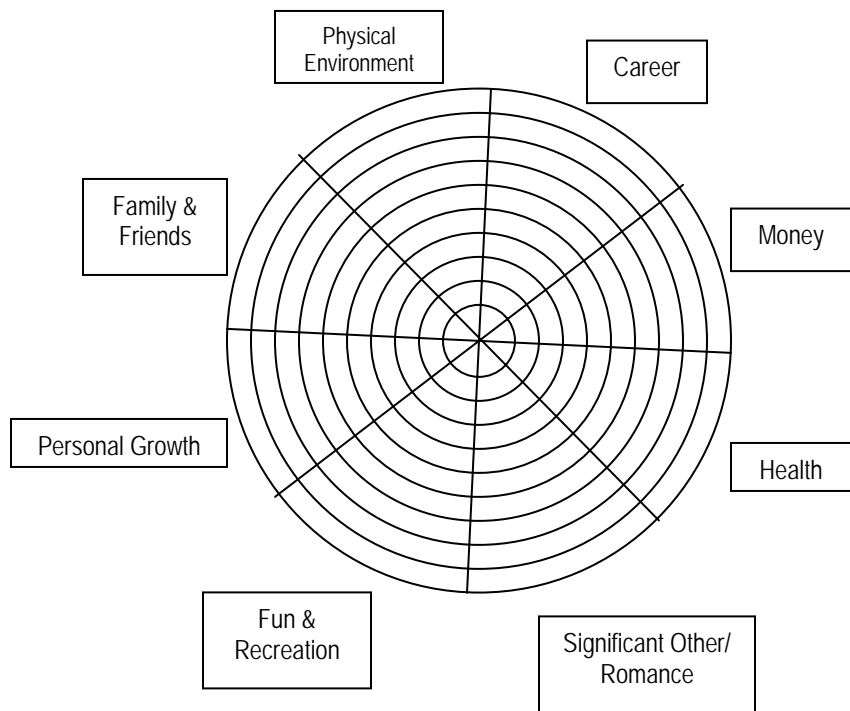 Physical
Environment
Career
Family &
Friends
Money
Personal Growth
Health
Fun &
Recreation
Significant Other/
Romance